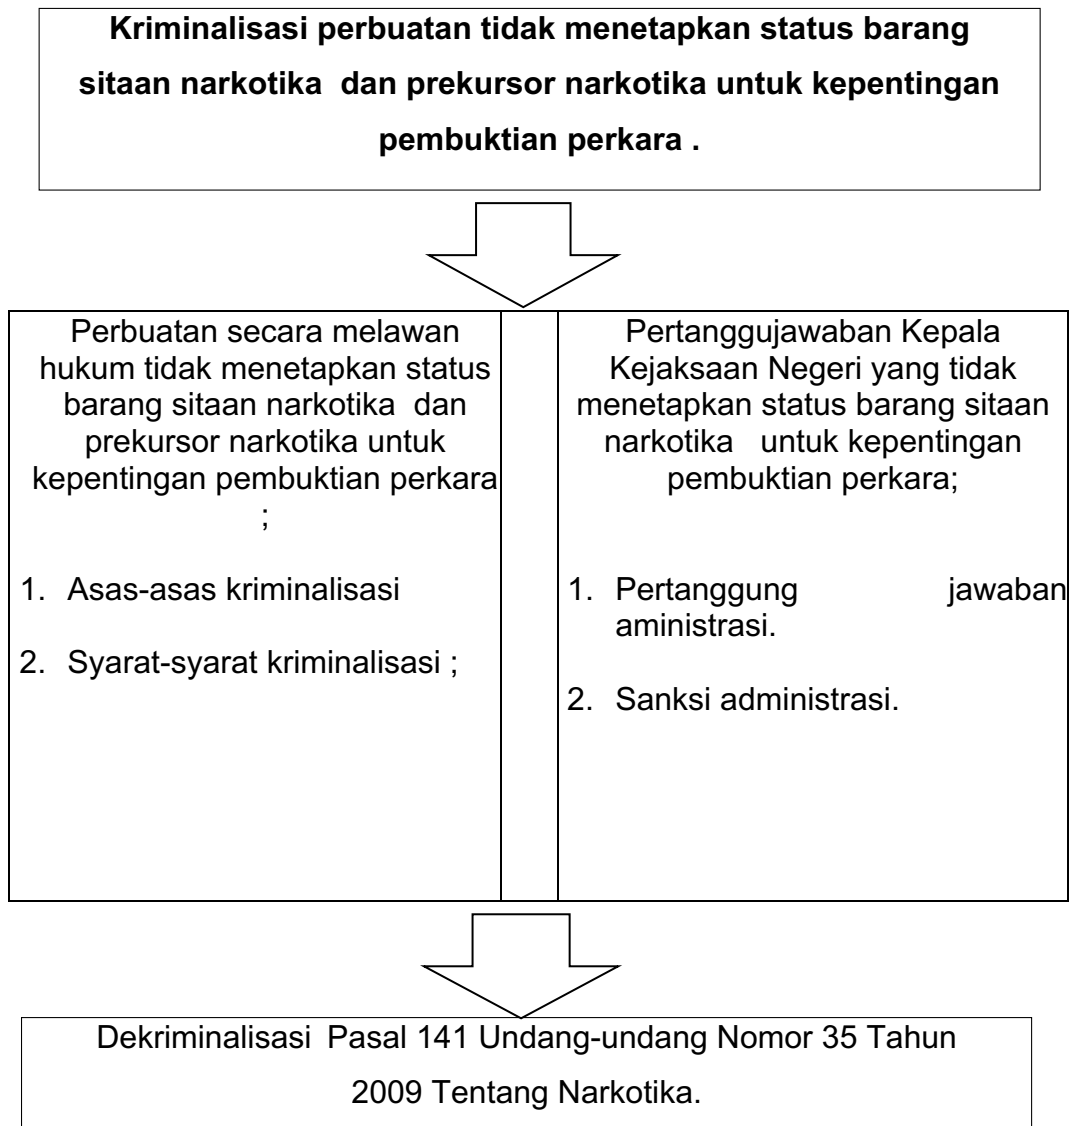 Kriminalisasi perbuatan tidak menetapkan status barang
sitaan narkotika dan prekursor narkotika untuk kepentingan
pembuktian perkara .
Perbuatan secara melawan
hukum tidak menetapkan status
barang sitaan narkotika dan
prekursor narkotika untuk
kepentingan pembuktian perkara
;
1. Asas-asas kriminalisasi
2. Syarat-syarat kriminalisasi ;
Pertanggujawaban Kepala
Kejaksaan Negeri yang tidak
menetapkan status barang sitaan
narkotika untuk kepentingan
pembuktian perkara;
1. Pertanggung jawaban
aministrasi.
2. Sanksi administrasi.
Dekriminalisasi Pasal 141 Undang-undang Nomor 35 Tahun
2009 Tentang Narkotika.